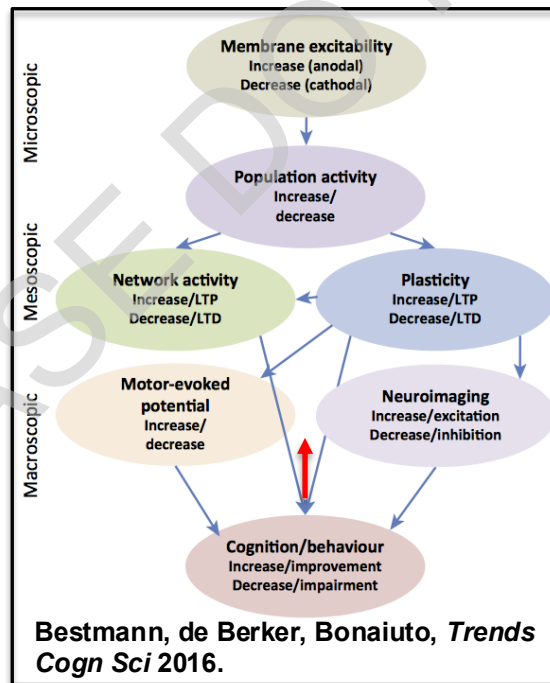 Membrane excitability
Increase (anodal)
Decrease (cathodal)
Microscopic
Population activity
Increase/
decrease
Mesoscopic
Network activity
Increase/LTP
Decrease/LTD
Plasticity
Increase/LTP
Decrease/LTD
Macroscopic
Motor-evoked
potential
Increase/
decrease
Neuroimaging
Increase/excitation
Decrease/inhibition
Cognition/behaviour
Increase/improvement
Decrease/impairment
Bestmann, de Berker, Bonaiuto, Trends
Cogn Sci 2016.